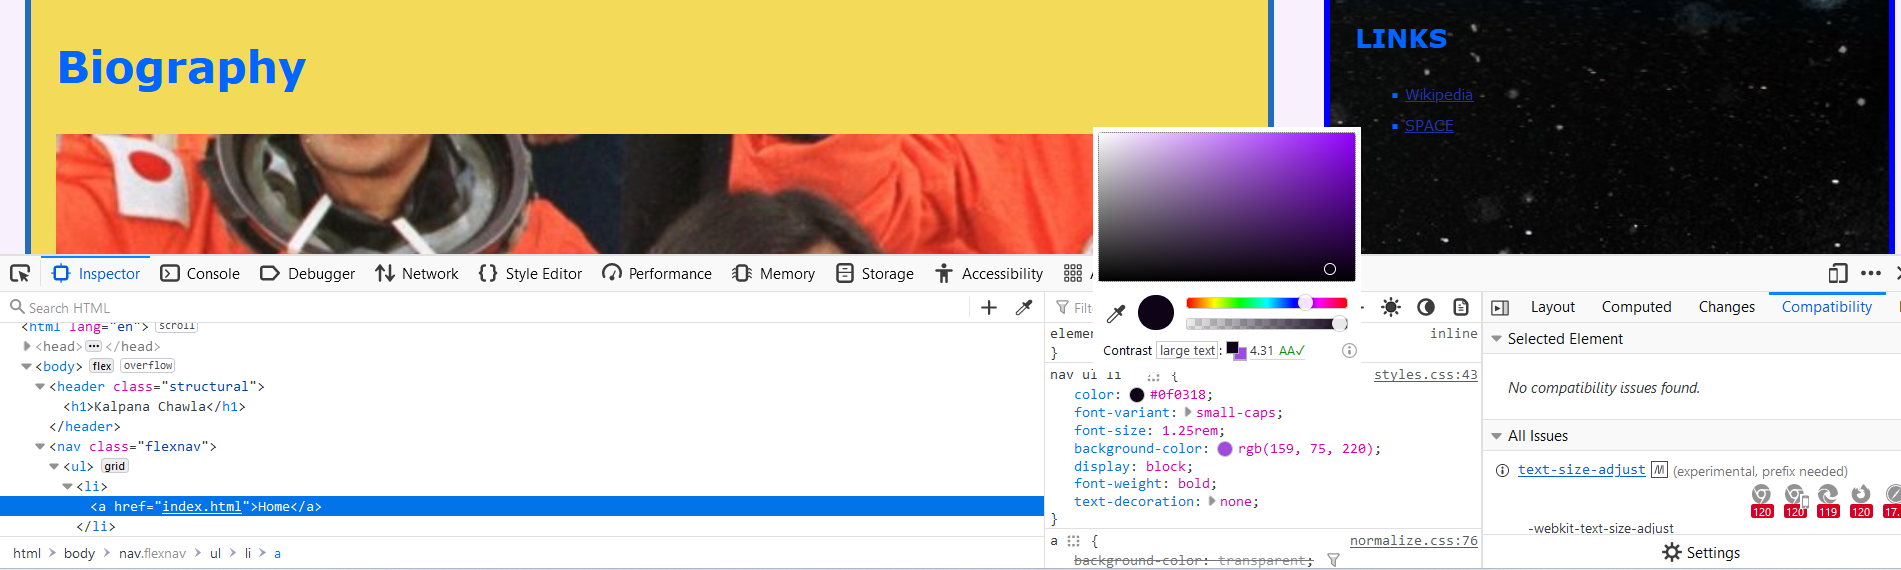 Biography
LINKS
Wikipedia
SPACE
Inspector
Console
Debugger
Network
Style Editor
Performance
Memory
Storage
Accessibility
Search HTML
<html lang="en"> scroll
<head> ••• </head>
<body> flex overflow
<header class="structural">
<h1>Kalpana Chawla</h1>
</header>
<nav class="flexnav">
<ul> grid
<li>
<a href="index.html">Home</a>
</li>
html > body > nav.flexnav > ul > li > a
Contrast large text : 4.31 AA✓
inline
}
nav ul li { styles.css:43
color: #0f0318;
font-variant: small-caps;
font-size: 1.25rem;
background-color: rgb(159, 75, 220);
display: block;
font-weight: bold;
text-decoration: none;
}
a { normalize.css:76
background-color: transparent;
Layout
Computed
Changes
Compatibility
Selected Element
No compatibility issues found.
All Issues
text-size-adjust (experimental, prefix needed)
120 120 119 120 17.
-webkit-text-size-adjust
Settings